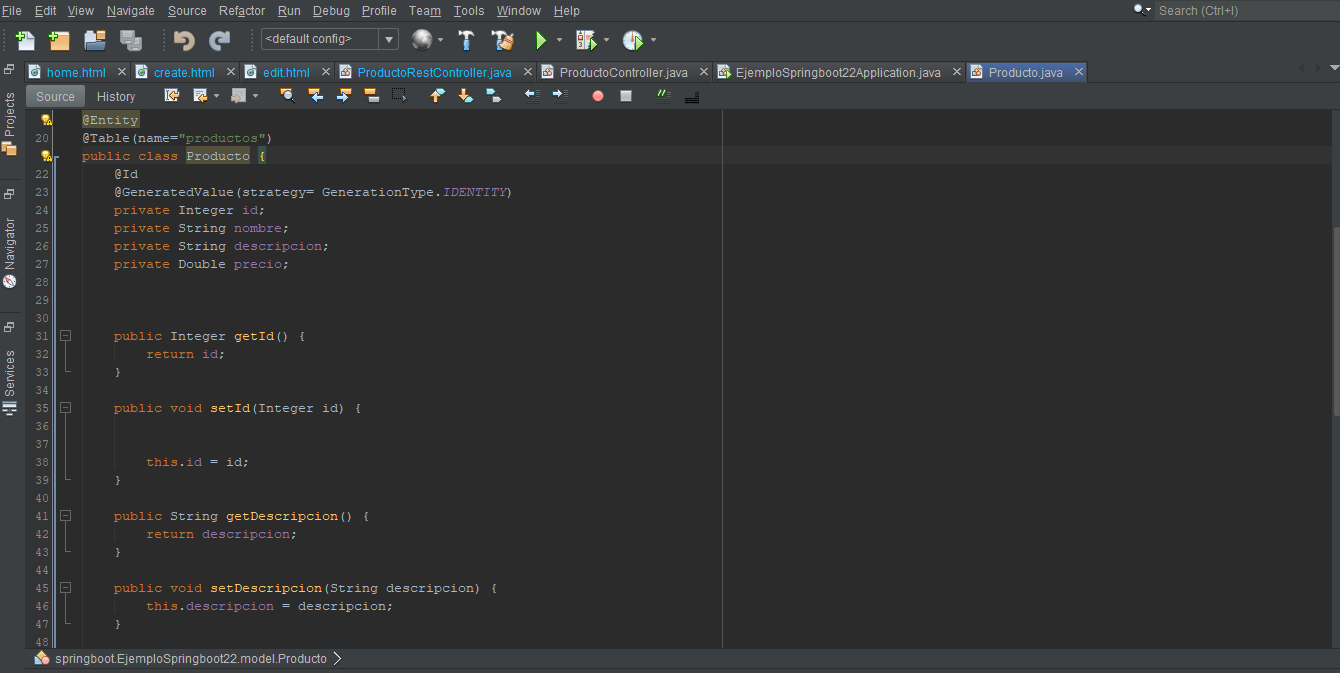 File Edit View Navigate Source Refactor Run Debug Profile Team Tools Window Help Search (Ctrl+I)
<default config>
home.html create.html edit.html ProductoRestController.java ProductoController.java EjemploSpringboot22Application.java Producto.java
Source History
Projects
Navigator
Services
@Entity
20 @Table(name="productos")
public class Producto {
22 @Id
23 @GeneratedValue(strategy= GenerationType.IDENTITY)
24 private Integer id;
25 private String nombre;
26 private String descripcion;
27 private Double precio;
28
29
30
31 public Integer getId() {
32 return id;
33 }
34
35 public void setId(Integer id) {
36
37
38 this.id = id;
39 }
40
41 public String getDescripcion() {
42 return descripcion;
43 }
44
45 public void setDescripcion(String descripcion) {
46 this.descripcion = descripcion;
47 }
48
springboot.EjemploSpringboot22.model.Producto